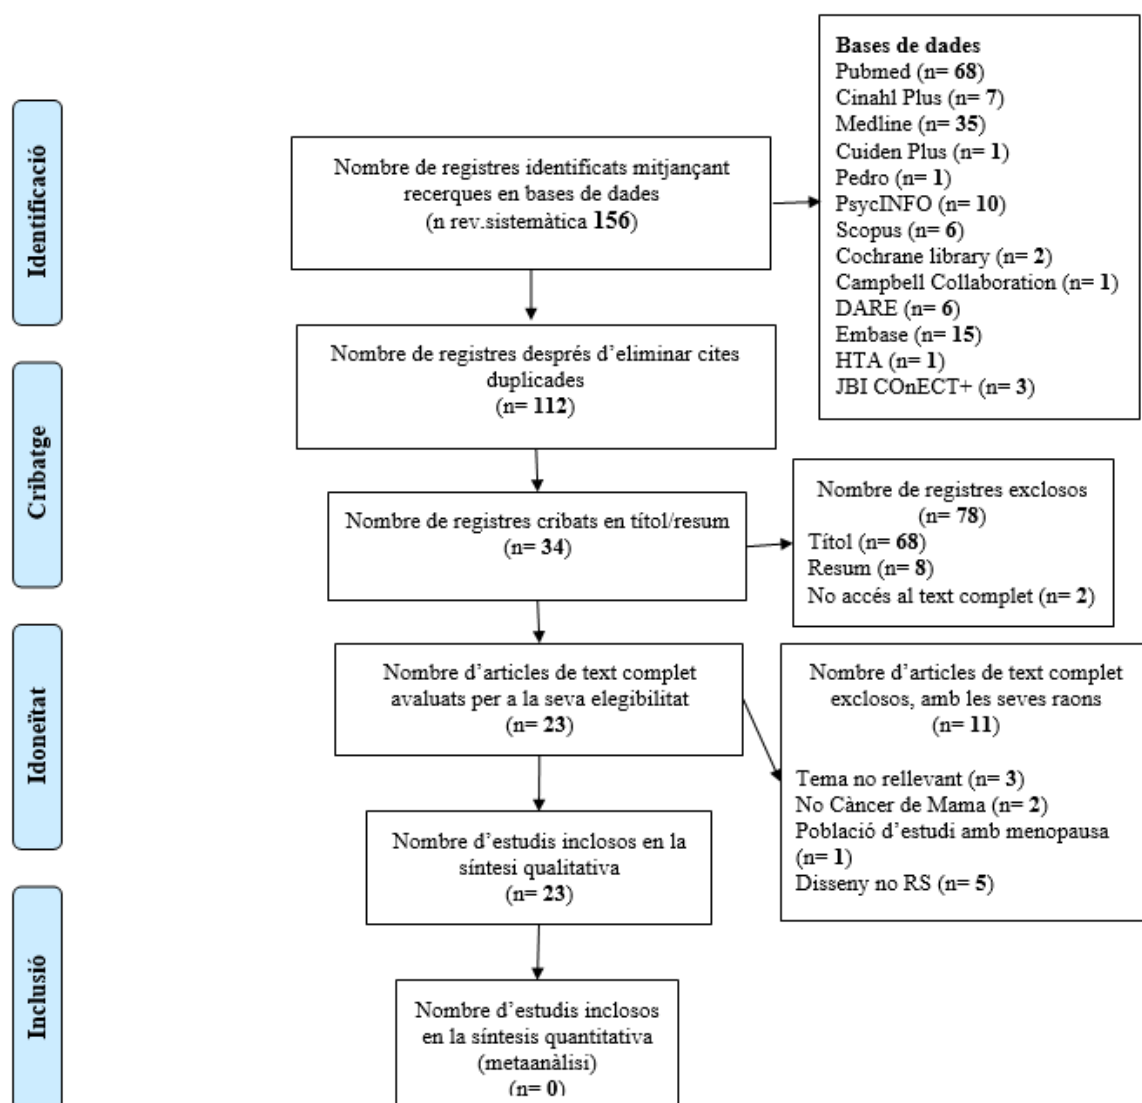 Identificació
Nombre de registres identificats mitjançant
recerques en bases de dades
(n rev.sistemàtica 156)
Bases de dades
Pubmed (n= 68)
Cinahl Plus (n= 7)
Medline (n= 35)
Cuiden Plus (n= 1)
Pedro (n= 1)
PsycINFO (n= 10)
Scopus (n= 6)
Cochrane library (n= 2)
Campbell Collaboration (n= 1)
DARE (n= 6)
Embase (n= 15)
HTA (n= 1)
JBI COnECT+ (n= 3)
Cribatge
Nombre de registres després d’eliminar cites
duplicades
(n= 112)
Nombre de registres cribats en títol/resum
(n= 34)
Nombre de registres exclosos
(n= 78)
Títol (n= 68)
Resum (n= 8)
No accés al text complet (n= 2)
Idoneïtat
Nombre d’articles de text complet
avaluats per a la seva elegibilitat
(n= 23)
Nombre d’articles de text complet
exclosos, amb les seves raons
(n= 11)
Tema no rellevant (n= 3)
No Càncer de Mama (n= 2)
Població d’estudi amb menopausa
(n= 1)
Disseny no RS (n= 5)
Inclusió
Nombre d’estudis inclosos en la
síntesi qualitativa
(n= 23)
Nombre d’estudis inclosos
en la síntesis quantitativa
(metaanàlisi)
(n= 0)